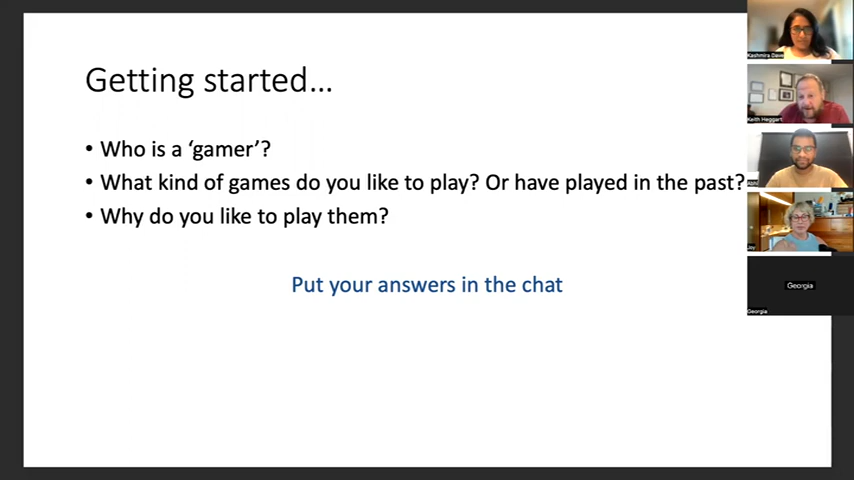 Getting started…
• Who is a ‘gamer’?
• What kind of games do you like to play? Or have played in the past?
• Why do you like to play them?
Put your answers in the chat
Kashmira Dave
Keith Heggart
Joy
Georgia
Georgia